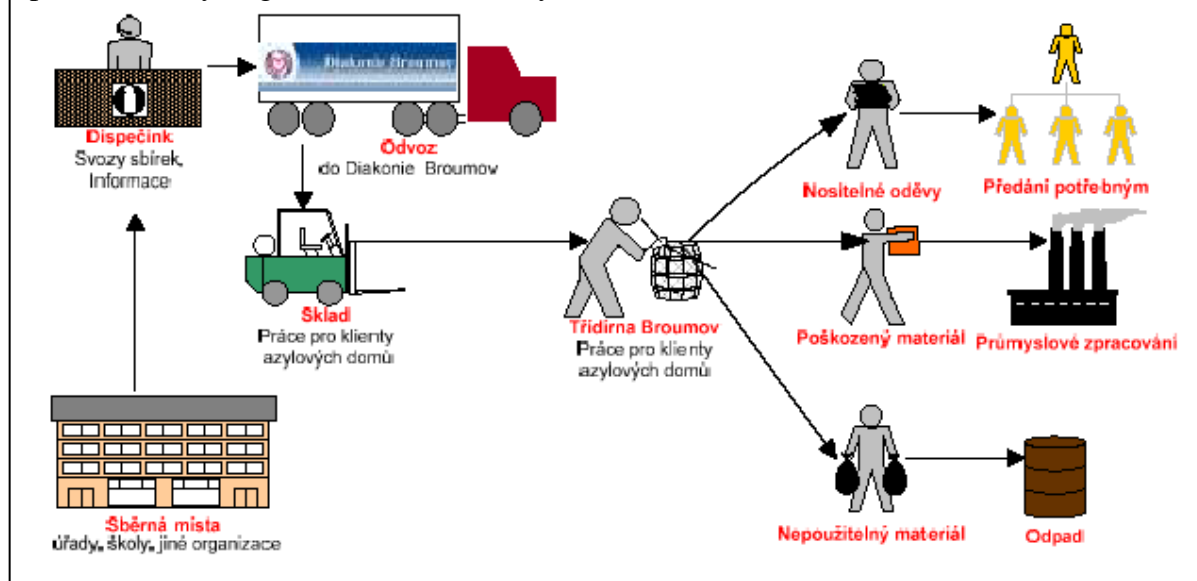 Dispečink
Svozy sbírek,
Informace
Diakonie Broumov
Odvoz
do Diakonie Broumov
Sklad
Práce pro klienty
azylových domů
Sběrná místa
úřady, školy, jiné organizace
Třídírna Broumov
Práce pro klienty
azylových domů
Nositelné oděvy
Předání potřebným
Poškozený materiál
Průmyslové zpracování
Nepoužitelný materiál
Odpad